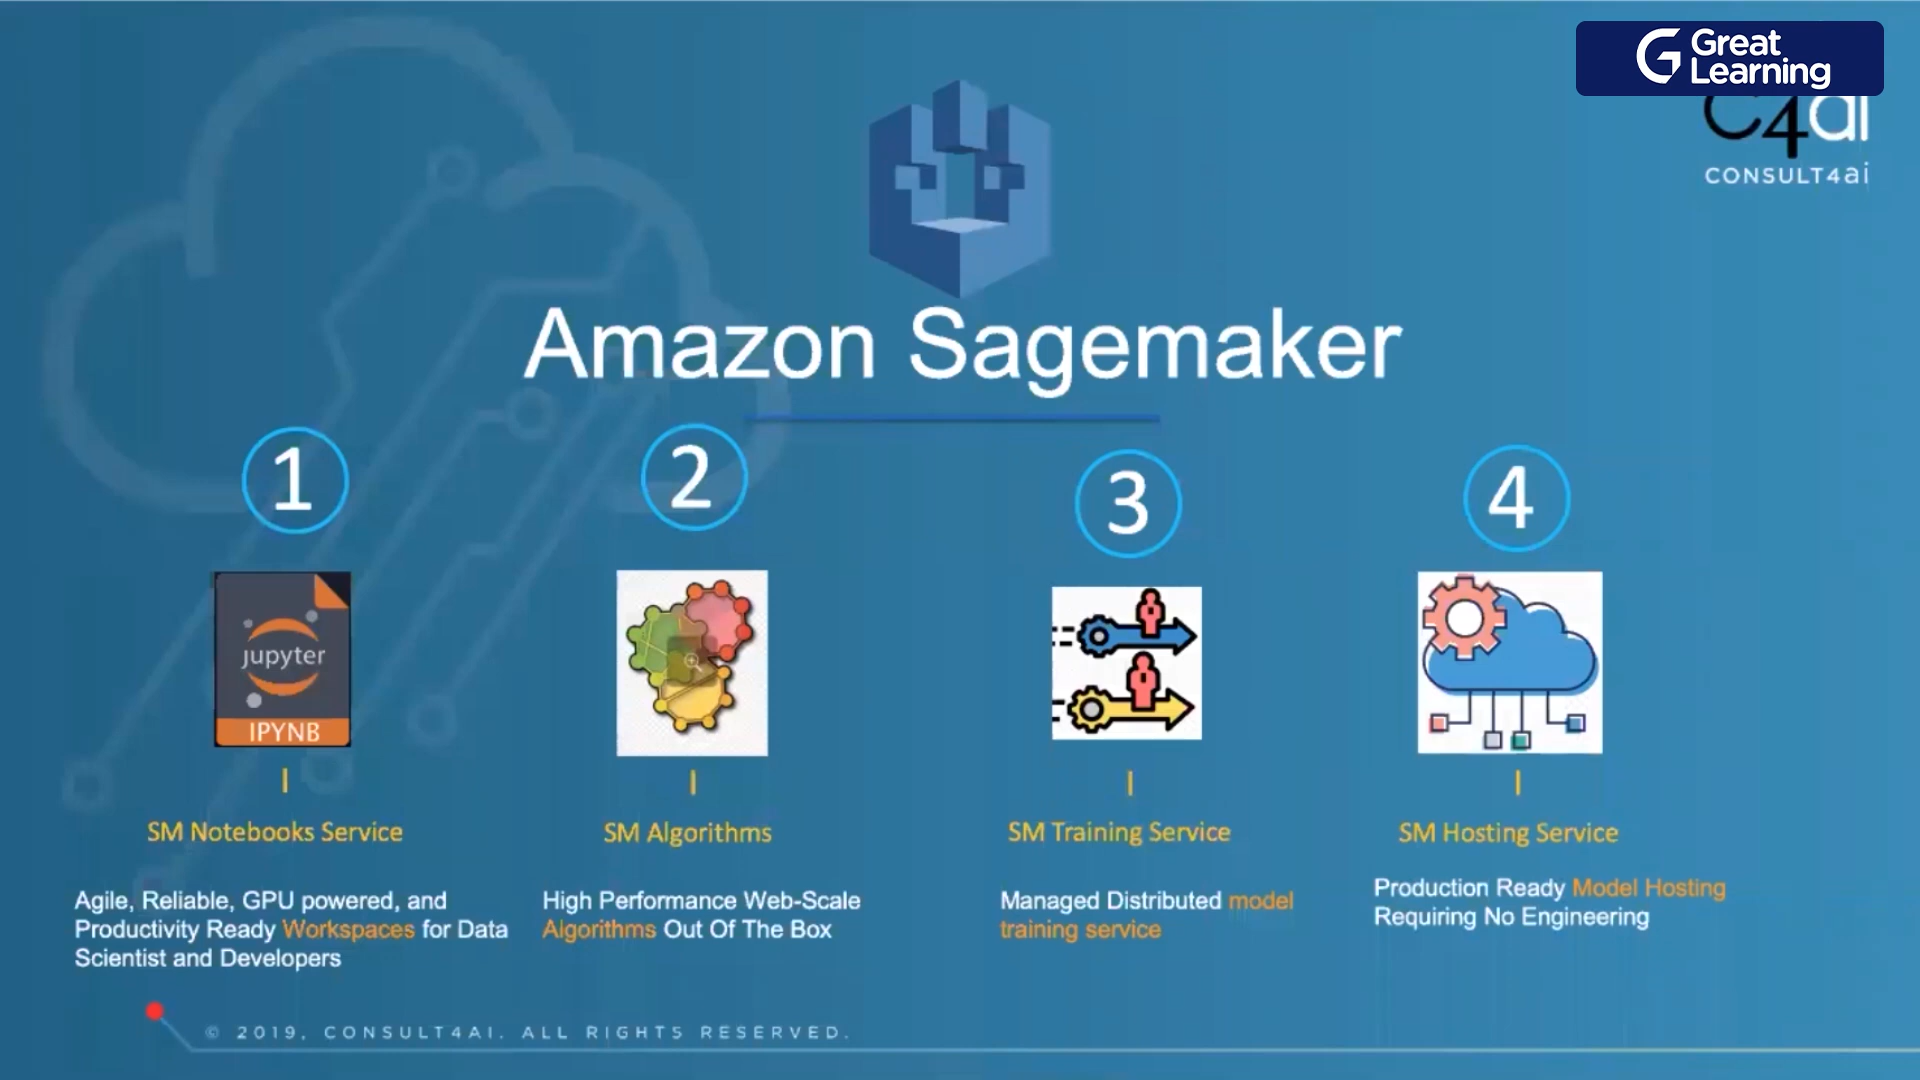 Great
Learning
C4ai
CONSULT4ai
Amazon Sagemaker
1
2
3
4
jupyter
IPYNB
SM Notebooks Service
SM Algorithms
SM Training Service
SM Hosting Service
Agile, Reliable, GPU powered, and
Productivity Ready Workspaces for Data
Scientist and Developers
High Performance Web-Scale
Algorithms Out Of The Box
Managed Distributed model
training service
Production Ready Model Hosting
Requiring No Engineering
© 2019, CONSULT4AI. ALL RIGHTS RESERVED.